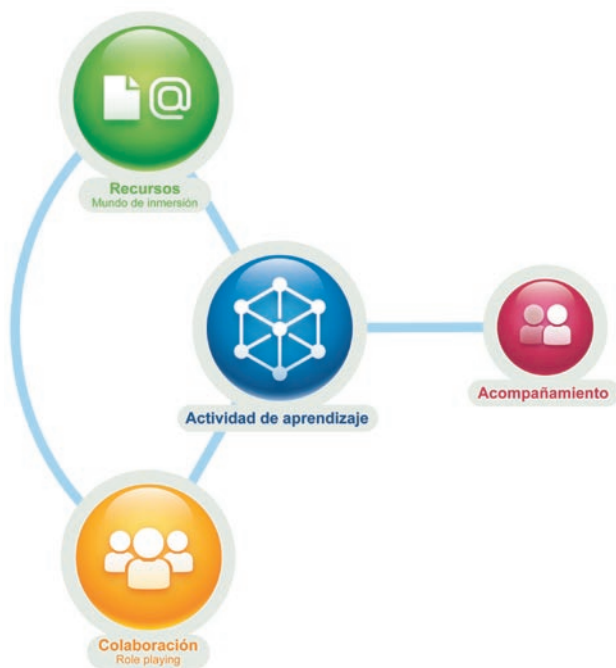 @
Recursos
Mundo de inmersión
Actividad de aprendizaje
Acompañamiento
Colaboración
Role playing